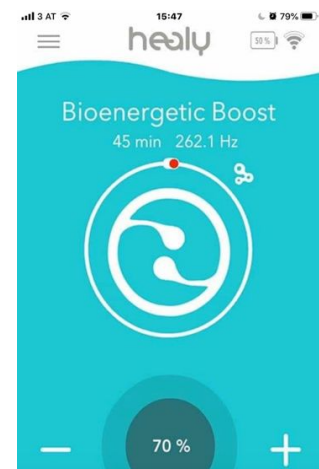 3 AT 15:47 79%
healy 50%
Bioenergetic Boost
45 min 262.1 Hz
70 %